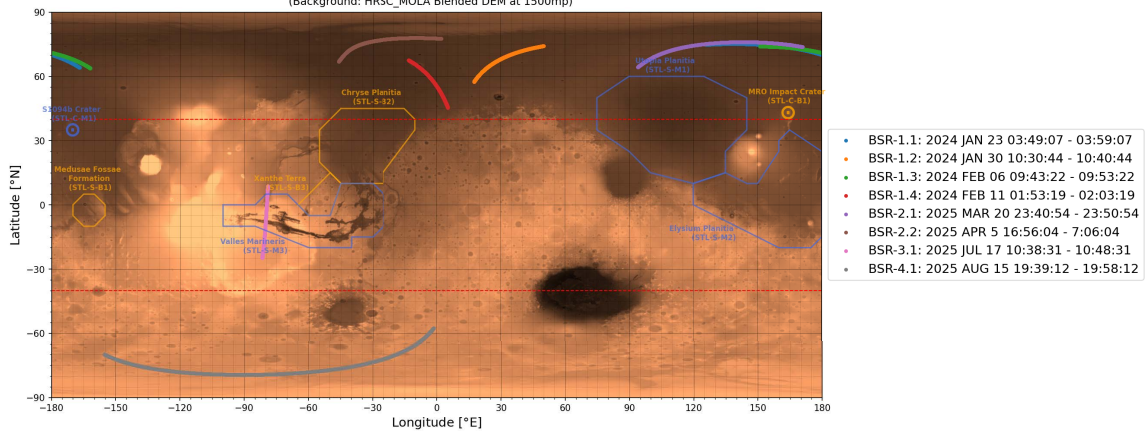 (Background: HRSC_MOLA Blended DEM at 1500mp)
90
60
30
0
−30
−60
−90
Latitude [°N]
−180
−150
−120
−90
−60
−30
0
30
60
90
120
150
180
Longitude [°E]
Crater
(STL-C-M1)
Medusae Fossae
Formation
(STL-S-B1)
Chryse Planitia
(STL-S-32)
Xanthe Terra
(STL-S-B3)
Valles Marineris
(STL-S-M3)
Utopia Planitia
(STL-S-M1)
MRO Impact Crater
(STL-C-B1)
Elysium Planitia
(STL-S-M2)
BSR-1.1: 2024 JAN 23 03:49:07 - 03:59:07
BSR-1.2: 2024 JAN 30 10:30:44 - 10:40:44
BSR-1.3: 2024 FEB 06 09:43:22 - 09:53:22
BSR-1.4: 2024 FEB 11 01:53:19 - 02:03:19
BSR-2.1: 2025 MAR 20 23:40:54 - 23:50:54
BSR-2.2: 2025 APR 5 16:56:04 - 7:06:04
BSR-3.1: 2025 JUL 17 10:38:31 - 10:48:31
BSR-4.1: 2025 AUG 15 19:39:12 - 19:58:12